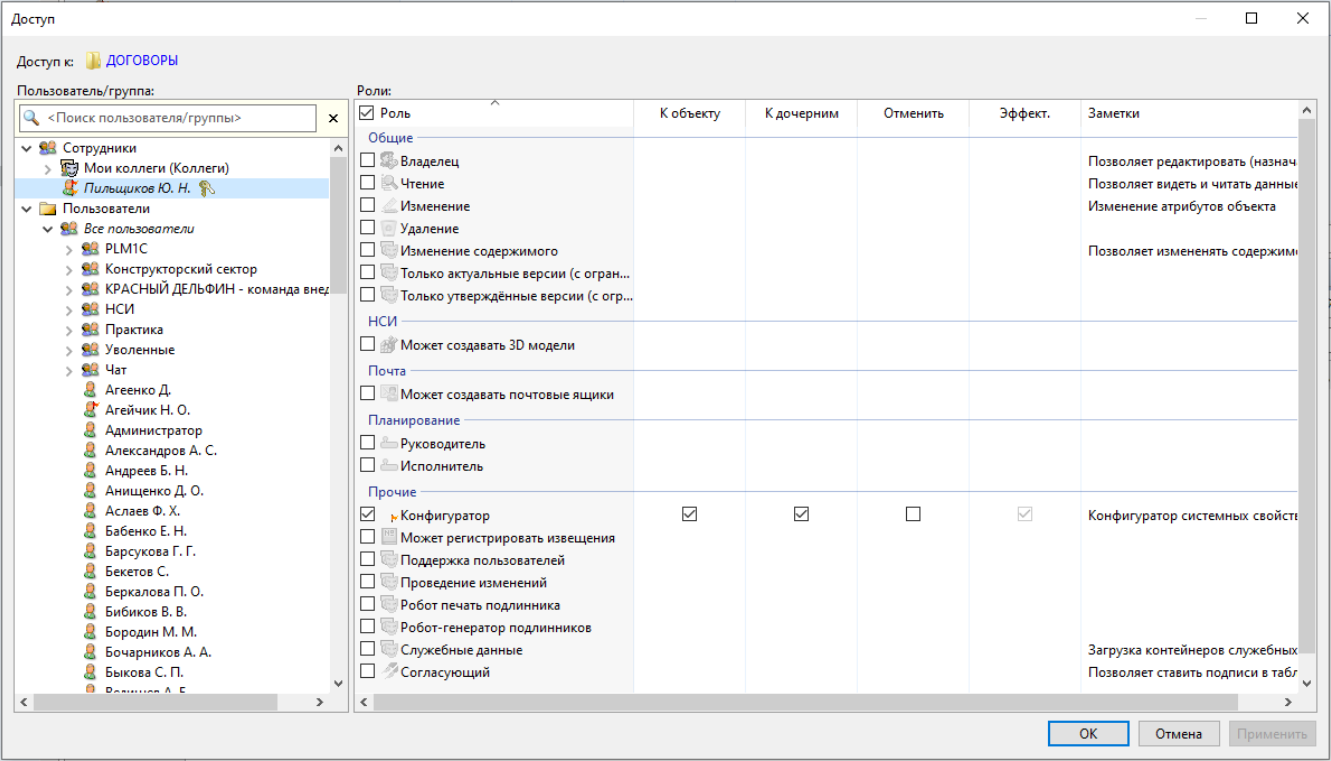 Доступ
Доступ к: ДОГОВОРЫ
Пользователь/группа:
<Поиск пользователя/группы>
Сотрудники
Мои коллеги (Коллеги)
Пильщиков Ю. Н.
Пользователи
Все пользователи
PLM1C
Конструкторский сектор
КРАСНЫЙ ДЕЛЬФИН - команда внед
НСИ
Практика
Уволенные
Чат
Агеенко Д.
Агейчик Н. О.
Администратор
Александров А. С.
Андреев Б. Н.
Анищенко Д. О.
Аслаев Ф. Х.
Бабенко Е. Н.
Барсукова Г. Г.
Бекетов С.
Беркалова П. О.
Бибиков В. В.
Бородин М. М.
Бочарников А. А.
Быкова С. П.
Роли:
Роль К объекту К дочерним Отменить Эффект. Заметки
Общие
Владелец Позволяет редактировать (назнач
Чтение Позволяет видеть и читать данные
Изменение Изменение атрибутов объекта
Удаление
Изменение содержимого Позволяет измененять содержим
Только актуальные версии (с огран...
Только утверждённые версии (с огр...
НСИ
Может создавать 3D модели
Почта
Может создавать почтовые ящики
Планирование
Руководитель
Исполнитель
Прочие
Конфигуратор Конфигуратор системных свойств
Может регистрировать извещения
Поддержка пользователей
Проведение изменений
Робот печать подлинника
Робот-генератор подлинников
Служебные данные Загрузка контейнеров служебных
Согласующий Позволяет ставить подписи в табл
OK Отмена Применить